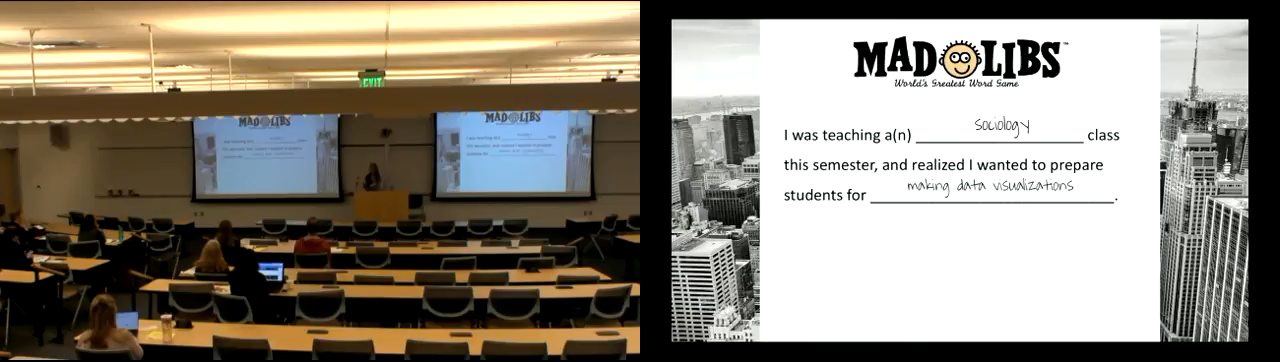 EXIT
MAD LIBS™
World's Greatest Word Game
I was teaching a(n) sociology class
this semester, and realized I wanted to prepare
students for making data visualizations.